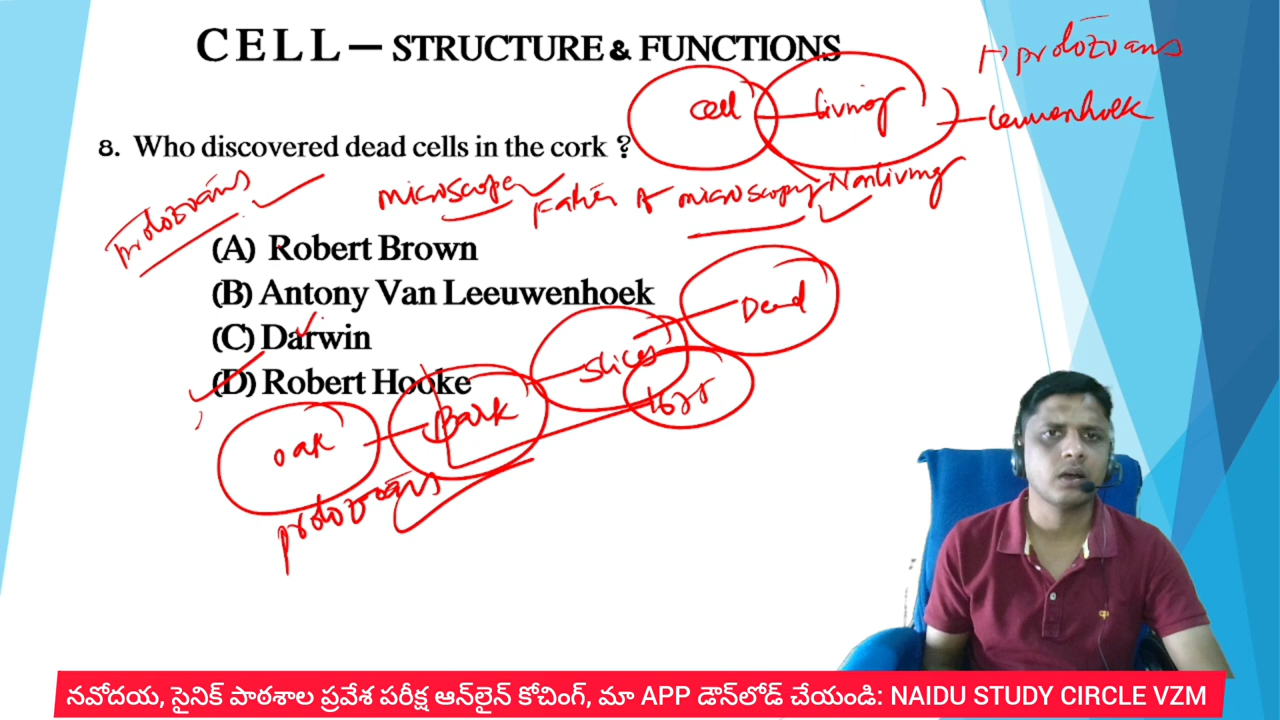 CELL – STRUCTURE & FUNCTIONS
protozoans
cell – living – Leeuwenhoek
8. Who discovered dead cells in the cork ?
protozoans
microscope Father of microscopy Nonliving
(A) Robert Brown
(B) Antony Van Leeuwenhoek
Dead
(C) Darwin
slices
(D) Robert Hooke
oak Bark
protozoans
నవోదయ, సైనిక్ పాఠశాల ప్రవేశ పరీక్ష ఆన్‌లైన్ కోచింగ్, మా APP డౌన్‌లోడ్ చేయండి: NAIDU STUDY CIRCLE VZM